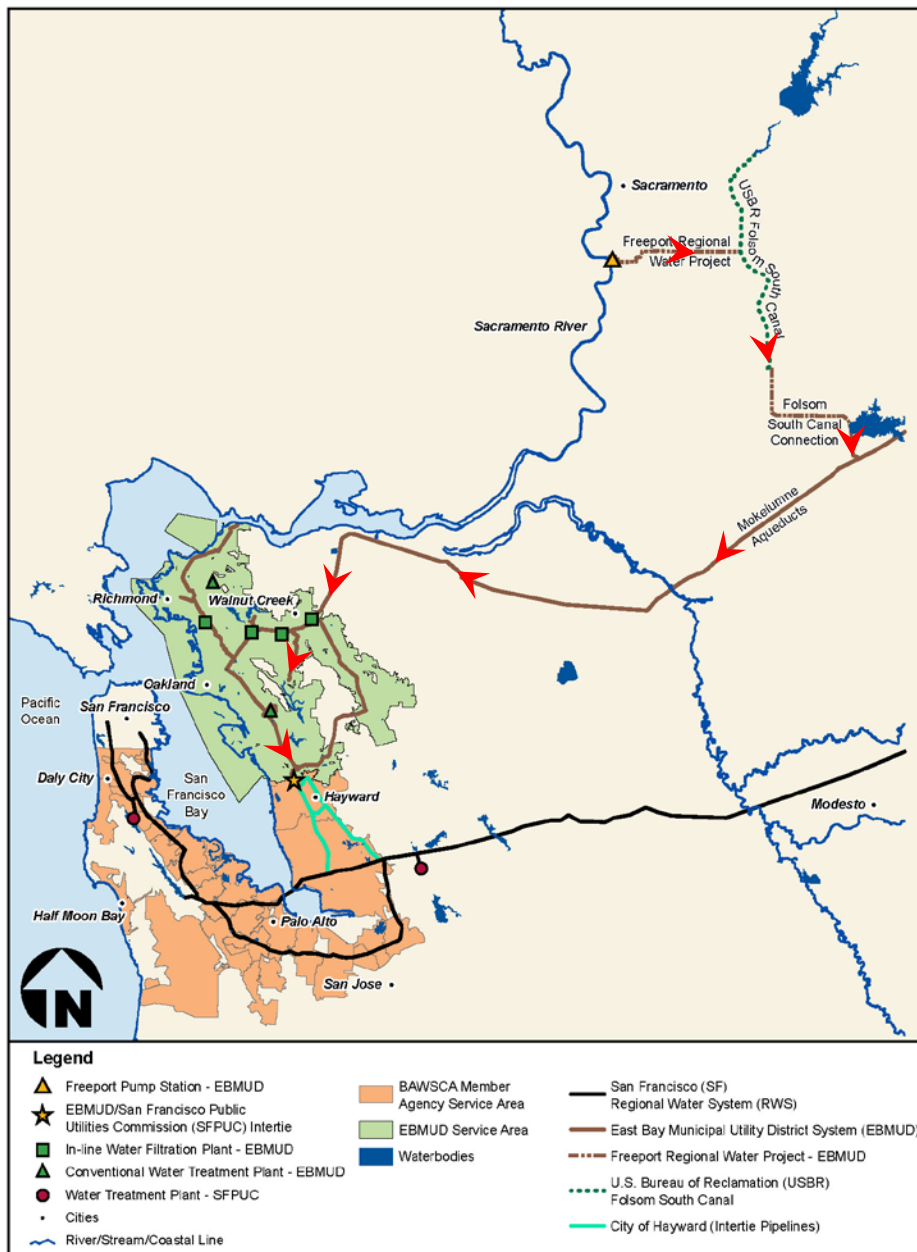 Sacramento
USBR Folsom South Canal
Freeport Regional
Water Project
Sacramento River
Folsom
South Canal
Connection
Mokelumne
Aqueducts
Richmond
Walnut Creek
Oakland
Pacific
Ocean
San Francisco
Daly City
San
Francisco
Bay
Hayward
Modesto
Half Moon Bay
Palo Alto
San Jose
N
Legend
Freeport Pump Station - EBMUD
EBMUD/San Francisco Public
Utilities Commission (SFPUC) Intertie
In-line Water Filtration Plant - EBMUD
Conventional Water Treatment Plant - EBMUD
Water Treatment Plant - SFPUC
Cities
River/Stream/Coastal Line
BAWSCA Member
Agency Service Area
EBMUD Service Area
Waterbodies
San Francisco (SF)
Regional Water System (RWS)
East Bay Municipal Utility District System (EBMUD)
Freeport Regional Water Project - EBMUD
U.S. Bureau of Reclamation (USBR)
Folsom South Canal
City of Hayward (Intertie Pipelines)